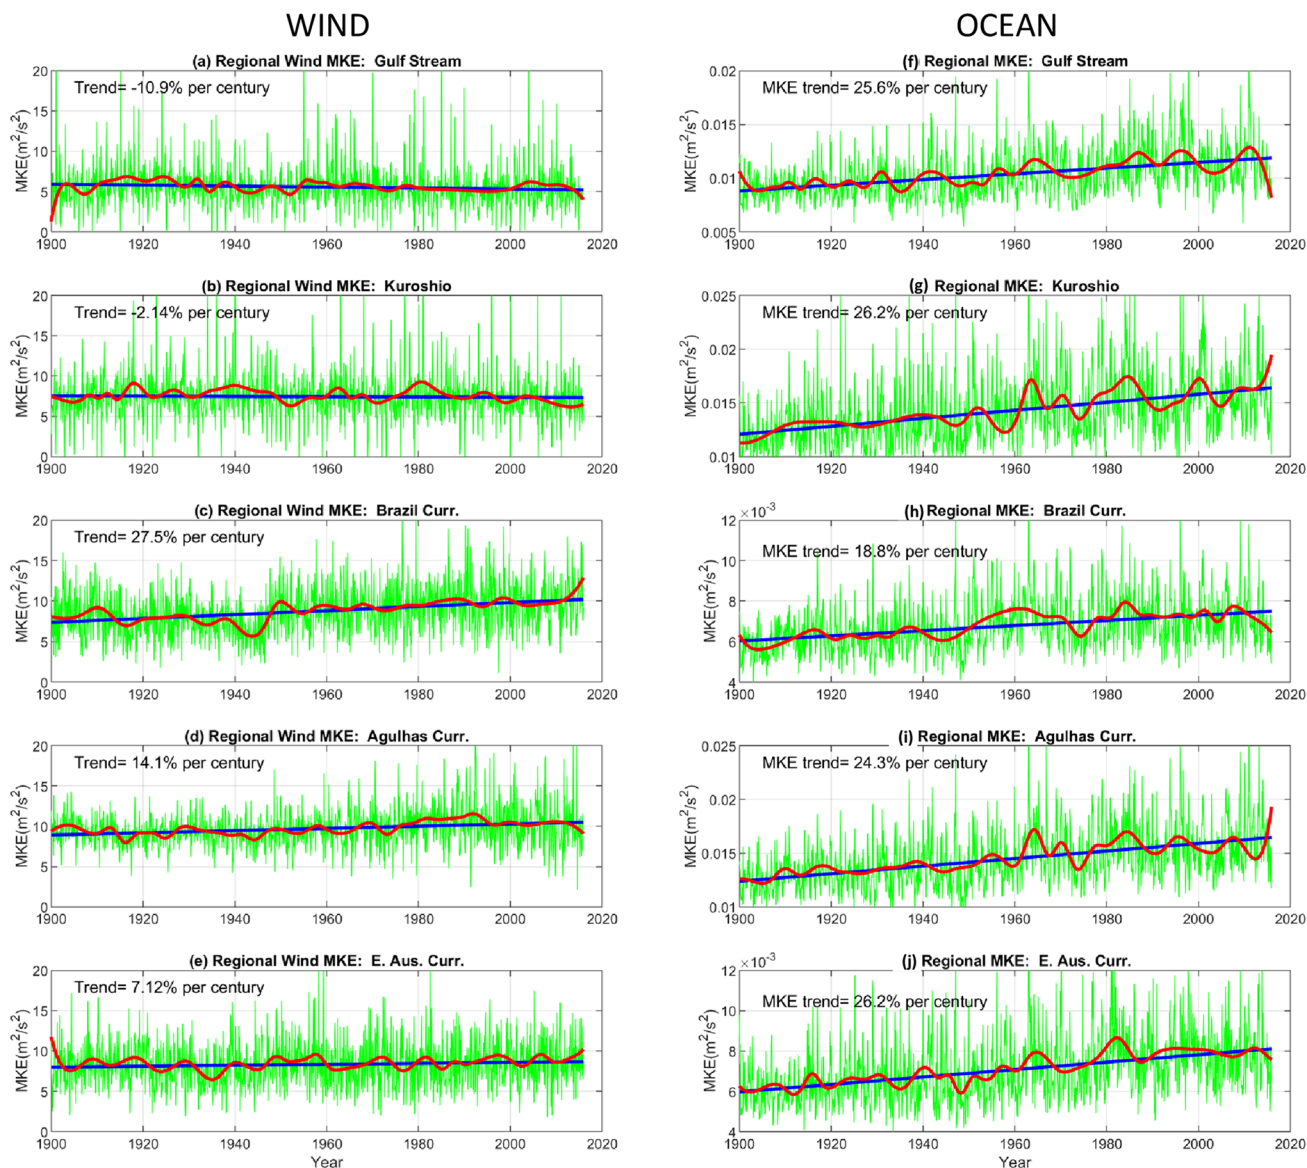 WIND
OCEAN
(a) Regional Wind MKE: Gulf Stream
Trend= -10.9% per century
MKE(m²/s²)
20
15
10
5
0
1900 1920 1940 1960 1980 2000 2020
(f) Regional MKE: Gulf Stream
MKE trend= 25.6% per century
MKE(m²/s²)
0.02
0.015
0.01
0.005
1900 1920 1940 1960 1980 2000 2020
(b) Regional Wind MKE: Kuroshio
Trend= -2.14% per century
MKE(m²/s²)
20
15
10
5
0
1900 1920 1940 1960 1980 2000 2020
(g) Regional MKE: Kuroshio
MKE trend= 26.2% per century
MKE(m²/s²)
0.025
0.02
0.015
0.01
1900 1920 1940 1960 1980 2000 2020
(c) Regional Wind MKE: Brazil Curr.
Trend= 27.5% per century
MKE(m²/s²)
20
15
10
5
0
1900 1920 1940 1960 1980 2000 2020
(h) Regional MKE: Brazil Curr.
×10⁻³
MKE trend= 18.8% per century
MKE(m²/s²)
12
10
8
6
4
1900 1920 1940 1960 1980 2000 2020
(d) Regional Wind MKE: Agulhas Curr.
Trend= 14.1% per century
MKE(m²/s²)
20
15
10
5
0
1900 1920 1940 1960 1980 2000 2020
(i) Regional MKE: Agulhas Curr.
MKE trend= 24.3% per century
MKE(m²/s²)
0.025
0.02
0.015
0.01
1900 1920 1940 1960 1980 2000 2020
(e) Regional Wind MKE: E. Aus. Curr.
Trend= 7.12% per century
MKE(m²/s²)
20
15
10
5
0
1900 1920 1940 1960 1980 2000 2020
Year
(j) Regional MKE: E. Aus. Curr.
×10⁻³
MKE trend= 26.2% per century
MKE(m²/s²)
12
10
8
6
4
1900 1920 1940 1960 1980 2000 2020
Year